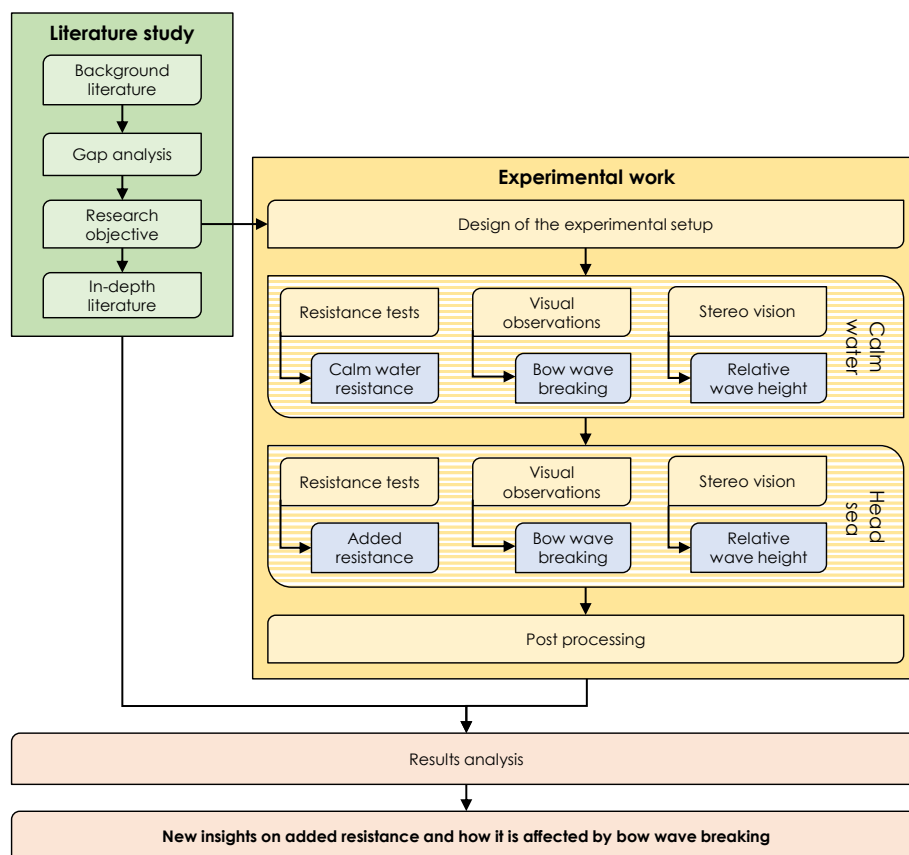 Literature study
Background
literature
Gap analysis
Research
objective
In-depth
literature
Experimental work
Design of the experimental setup
Resistance tests
Visual
observations
Stereo vision
Calm water
resistance
Bow wave
breaking
Relative
wave height
Calm
water
Resistance tests
Visual
observations
Stereo vision
Added
resistance
Bow wave
breaking
Relative
wave height
Head
sea
Post processing
Results analysis
New insights on added resistance and how it is affected by bow wave breaking